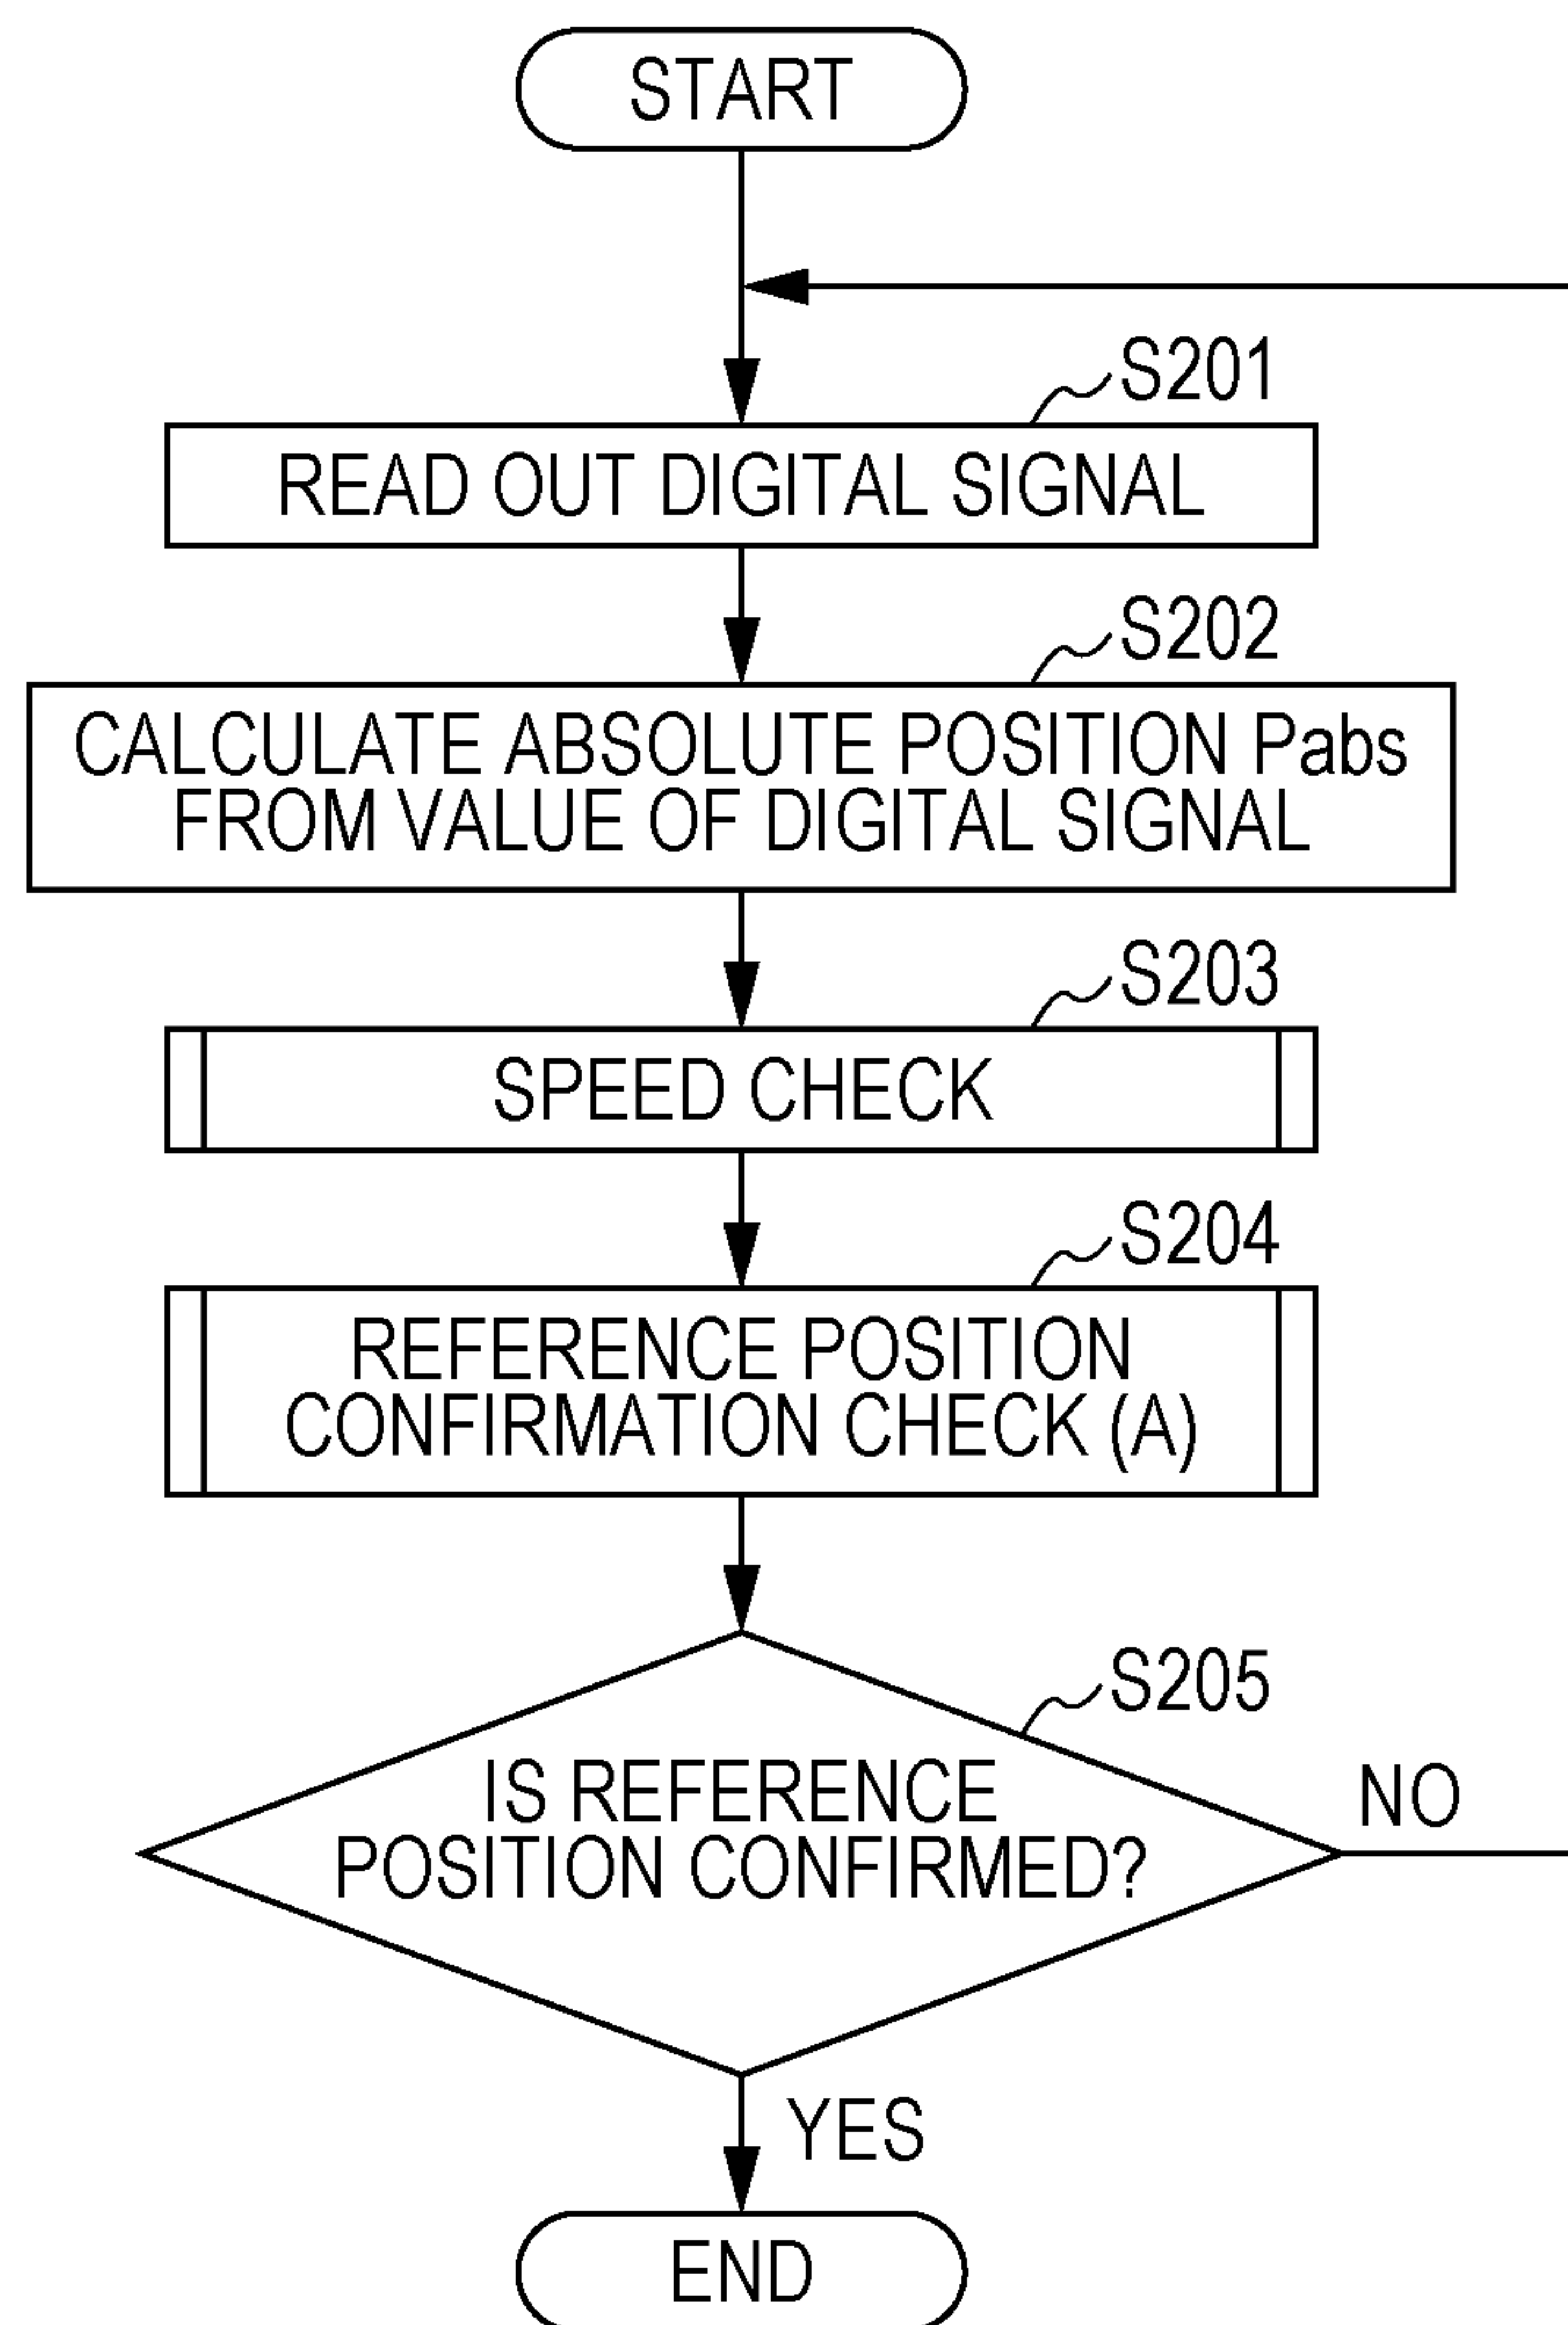 START
S201
READ OUT DIGITAL SIGNAL
S202
CALCULATE ABSOLUTE POSITION Pabs
FROM VALUE OF DIGITAL SIGNAL
S203
SPEED CHECK
S204
REFERENCE POSITION
CONFIRMATION CHECK (A)
S205
IS REFERENCE
POSITION CONFIRMED?
NO
YES
END